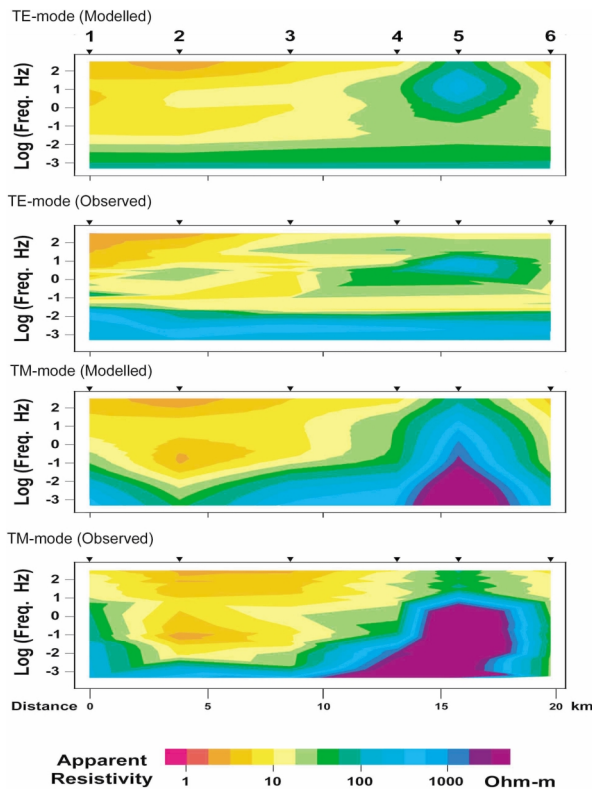 TE-mode (Modelled)
1 2 3 4 5 6
Log (Freq. Hz)
2
1
0
-1
-2
-3
TE-mode (Observed)
Log (Freq. Hz)
2
1
0
-1
-2
-3
TM-mode (Modelled)
Log (Freq. Hz)
2
1
0
-1
-2
-3
TM-mode (Observed)
Log (Freq. Hz)
2
1
0
-1
-2
-3
Distance 0 5 10 15 20 km
Apparent Resistivity
1 10 100 1000 Ohm-m